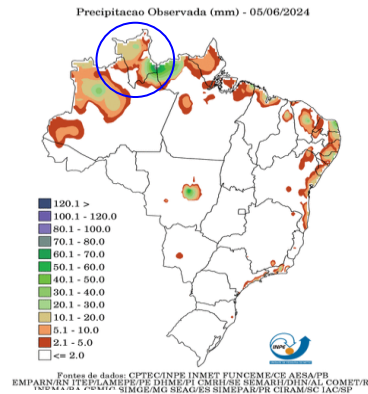 Precipitacao Observada (mm) - 05/06/2024
120.1 >
100.1 - 120.0
80.1 - 100.0
70.1 - 80.0
60.1 - 70.0
50.1 - 60.0
40.1 - 50.0
30.1 - 40.0
20.1 - 30.0
10.1 - 20.0
5.1 - 10.0
2.1 - 5.0
<= 2.0
INPE
Fontes de dados: CPTEC/INPE INMET FUNCEME/CE AESA/PB
EMPARN/RN ITEP/LAMEPE/PE DHME/PI CMRH/SE SEMARH/DHN/AL COMET/R
INEMA/BA CEMIG SIMGE/MG SEAG/ES SIMEPAR/PR CIRAM/SC IAC/SP